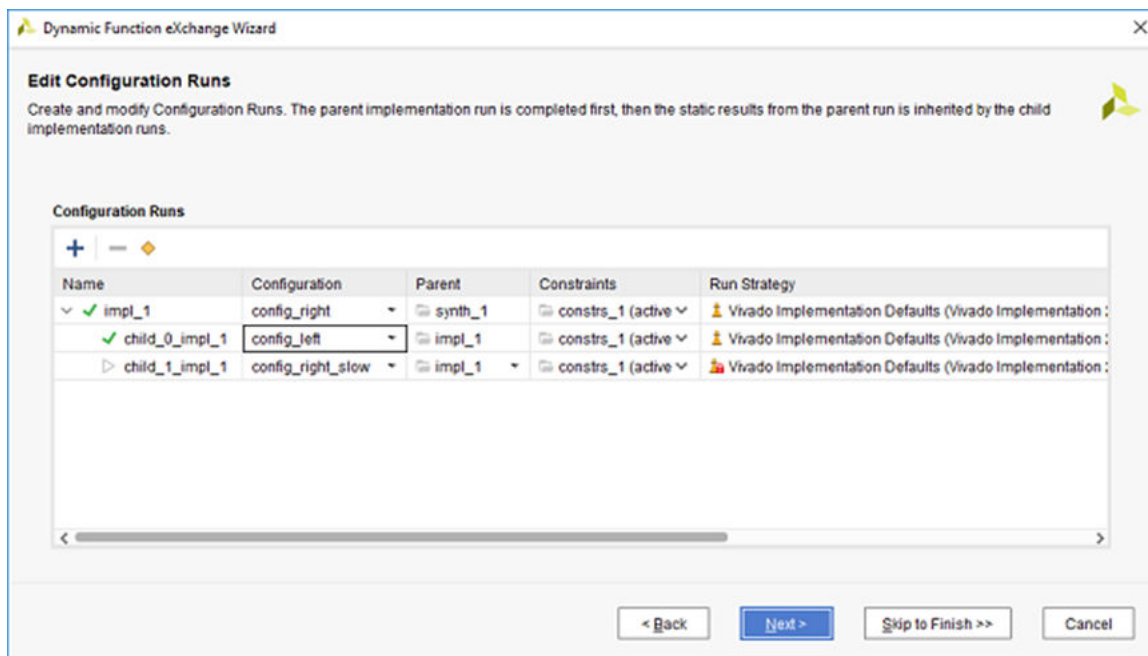 Dynamic Function eXchange Wizard
Edit Configuration Runs
Create and modify Configuration Runs. The parent implementation run is completed first, then the static results from the parent run is inherited by the child
implementation runs.
Configuration Runs
Name Configuration Parent Constraints Run Strategy
impl_1 config_right synth_1 constrs_1 (active Vivado Implementation Defaults (Vivado Implementation
child_0_impl_1 config_left impl_1 constrs_1 (active Vivado Implementation Defaults (Vivado Implementation
child_1_impl_1 config_right_slow impl_1 constrs_1 (active Vivado Implementation Defaults (Vivado Implementation
< Back Next > Skip to Finish >> Cancel